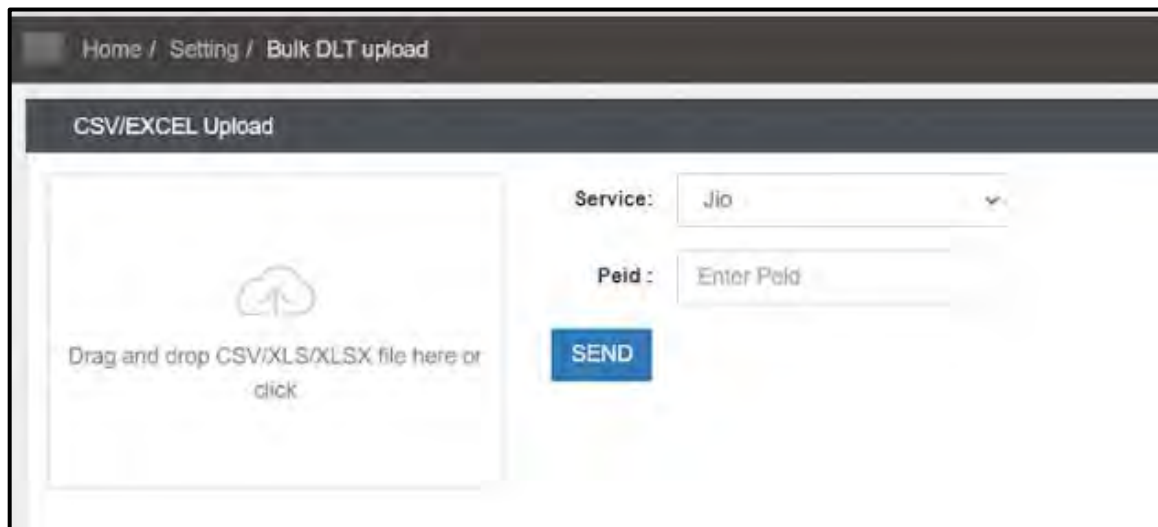 Home / Setting / Bulk DLT upload
CSV/EXCEL Upload
Service: Jio
Peid : Enter Peid
Drag and drop CSV/XLS/XLSX file here or
click
SEND